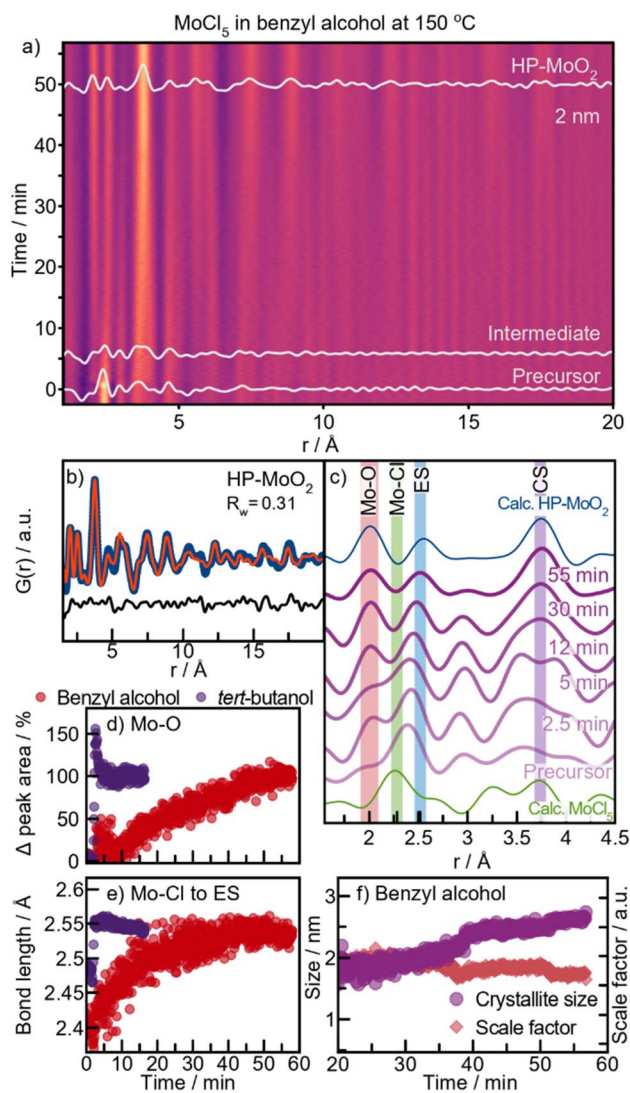 MoCl5 in benzyl alcohol at 150 °C
a)
HP-MoO2
2 nm
Intermediate
Precursor
Time / min
50
40
30
20
10
0
5
10
15
20
r / Å
b)
HP-MoO2
Rw = 0.31
G(r) / a.u.
5
10
15
r / Å
c)
Mo-O
Mo-Cl
ES
CS
Calc. HP-MoO2
55 min
30 min
12 min
5 min
2.5 min
Precursor
Calc. MoCl5
2
2.5
3
3.5
4
4.5
r / Å
Benzyl alcohol
tert-butanol
d) Mo-O
Δ peak area / %
150
100
50
0
e) Mo-Cl to ES
Bond length / Å
2.6
2.55
2.5
2.45
2.4
0
10
20
30
40
50
60
Time / min
f) Benzyl alcohol
Size / nm
3
2
1
Scale factor / a.u.
Crystallite size
Scale factor
20
30
40
50
60
Time / min